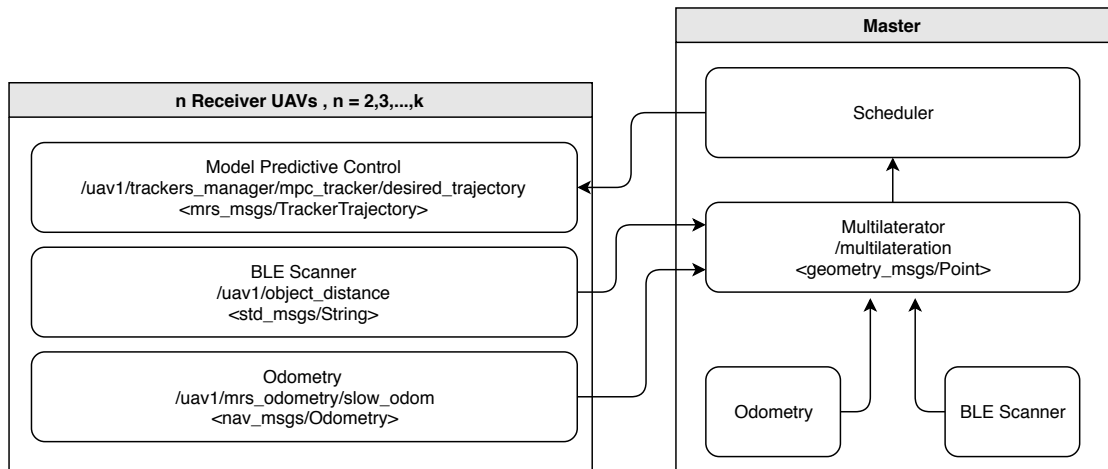 n Receiver UAVs , n = 2,3,...,k
Model Predictive Control
/uav1/trackers_manager/mpc_tracker/desired_trajectory
<mrs_msgs/TrackerTrajectory>
BLE Scanner
/uav1/object_distance
<std_msgs/String>
Odometry
/uav1/mrs_odometry/slow_odom
<nav_msgs/Odometry>
Master
Scheduler
Multilaterator
/multilateration
<geometry_msgs/Point>
Odometry
BLE Scanner